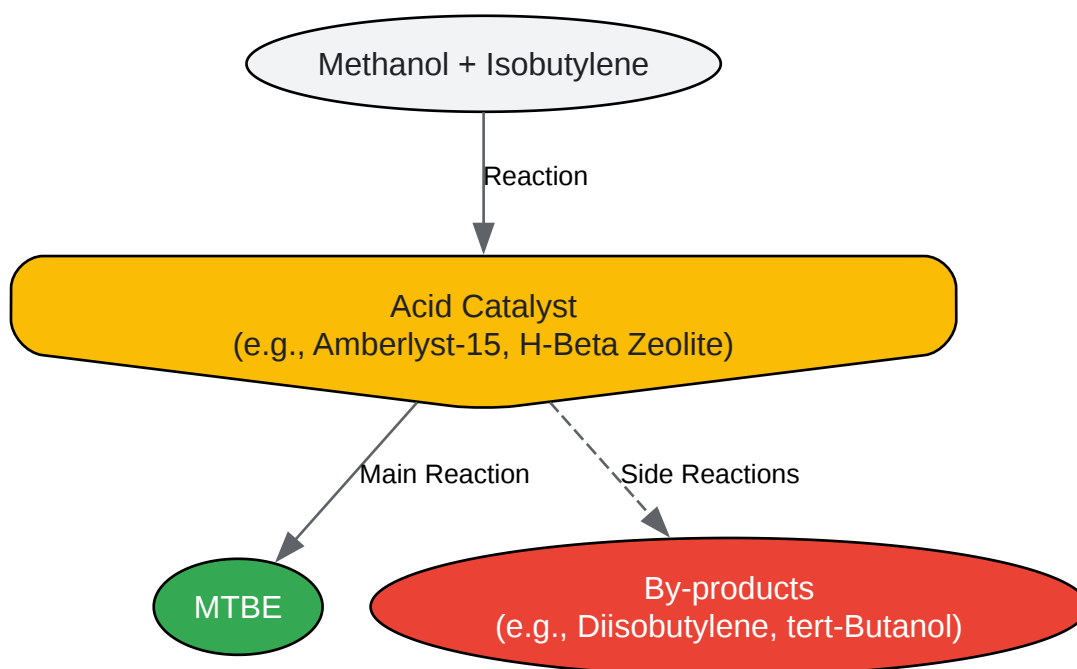 Methanol + Isobutylene
Reaction
Acid Catalyst
(e.g., Amberlyst-15, H-Beta Zeolite)
Main Reaction
Side Reactions
MTBE
By-products
(e.g., Diisobutylene, tert-Butanol)